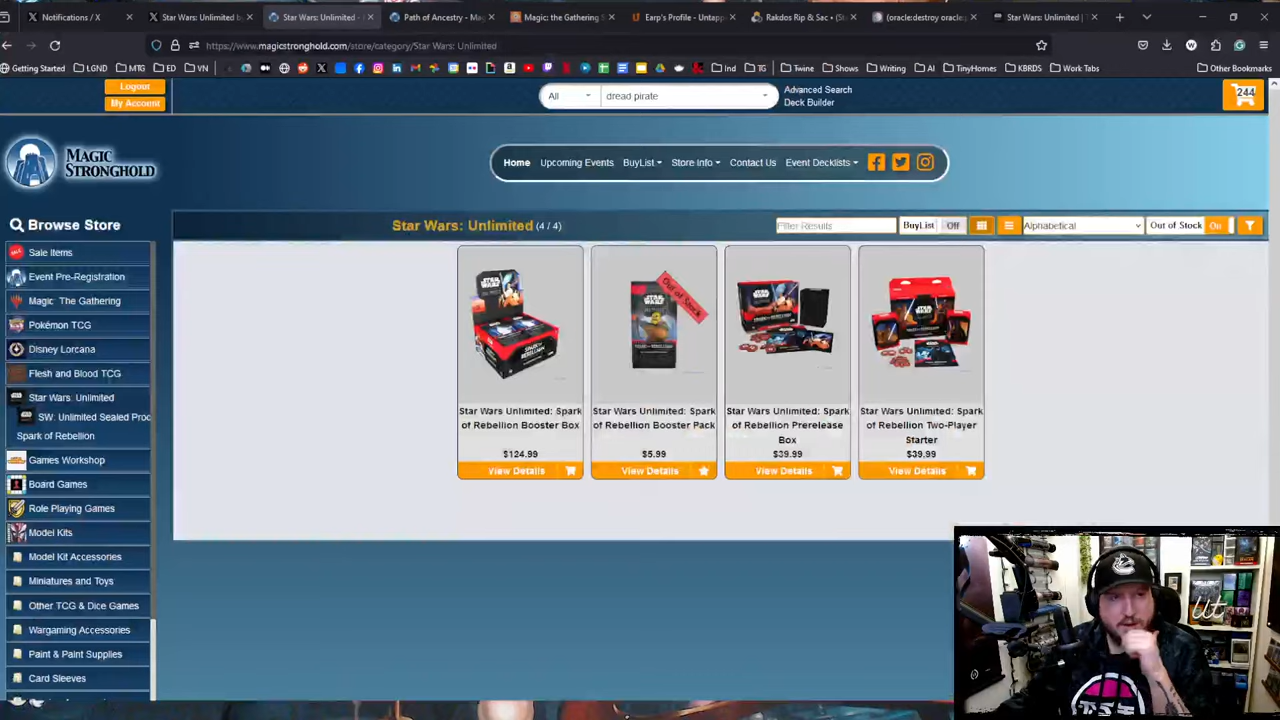 Notifications / X
Star Wars: Unlimited b
Star Wars: Unlimited -
Path of Ancestry - Mag
Magic: the Gathering S
Earp's Profile - Untapp
Rakdos Rip & Sac • (St
(oracle:destroy oracle
Star Wars: Unlimited | T
https://www.magicstronghold.com/store/category/Star Wars: Unlimited
Getting Started
LGND
MTG
ED
VN
Ind
Twine
Shows
Writing
AI
TinyHomes
KBRDS
Work Tabs
Other Bookmarks
Logout
My Account
All
dread pirate
Advanced Search
Deck Builder
244
MAGIC
STRONGHOLD
Home
Upcoming Events
BuyList
Store Info
Contact Us
Event Decklists
Browse Store
Sale Items
Event Pre-Registration
Magic The Gathering
Pokémon TCG
Disney Lorcana
Flesh and Blood TCG
Star Wars: Unlimited
SW: Unlimited Sealed Proc
Spark of Rebellion
Games Workshop
Board Games
Role Playing Games
Model Kits
Model Kit Accessories
Miniatures and Toys
Other TCG & Dice Games
Wargaming Accessories
Paint & Paint Supplies
Card Sleeves
Star Wars: Unlimited (4 / 4)
Filter Results
BuyList
Off
Alphabetical
Out of Stock
On
Out of Stock
Star Wars Unlimited: Spark
of Rebellion Booster Box
$124.99
View Details
Star Wars Unlimited: Spark
of Rebellion Booster Pack
$5.99
View Details
Star Wars Unlimited: Spark
of Rebellion Prerelease
Box
$39.99
View Details
Star Wars Unlimited: Spark
of Rebellion Two-Player
Starter
$39.99
View Details